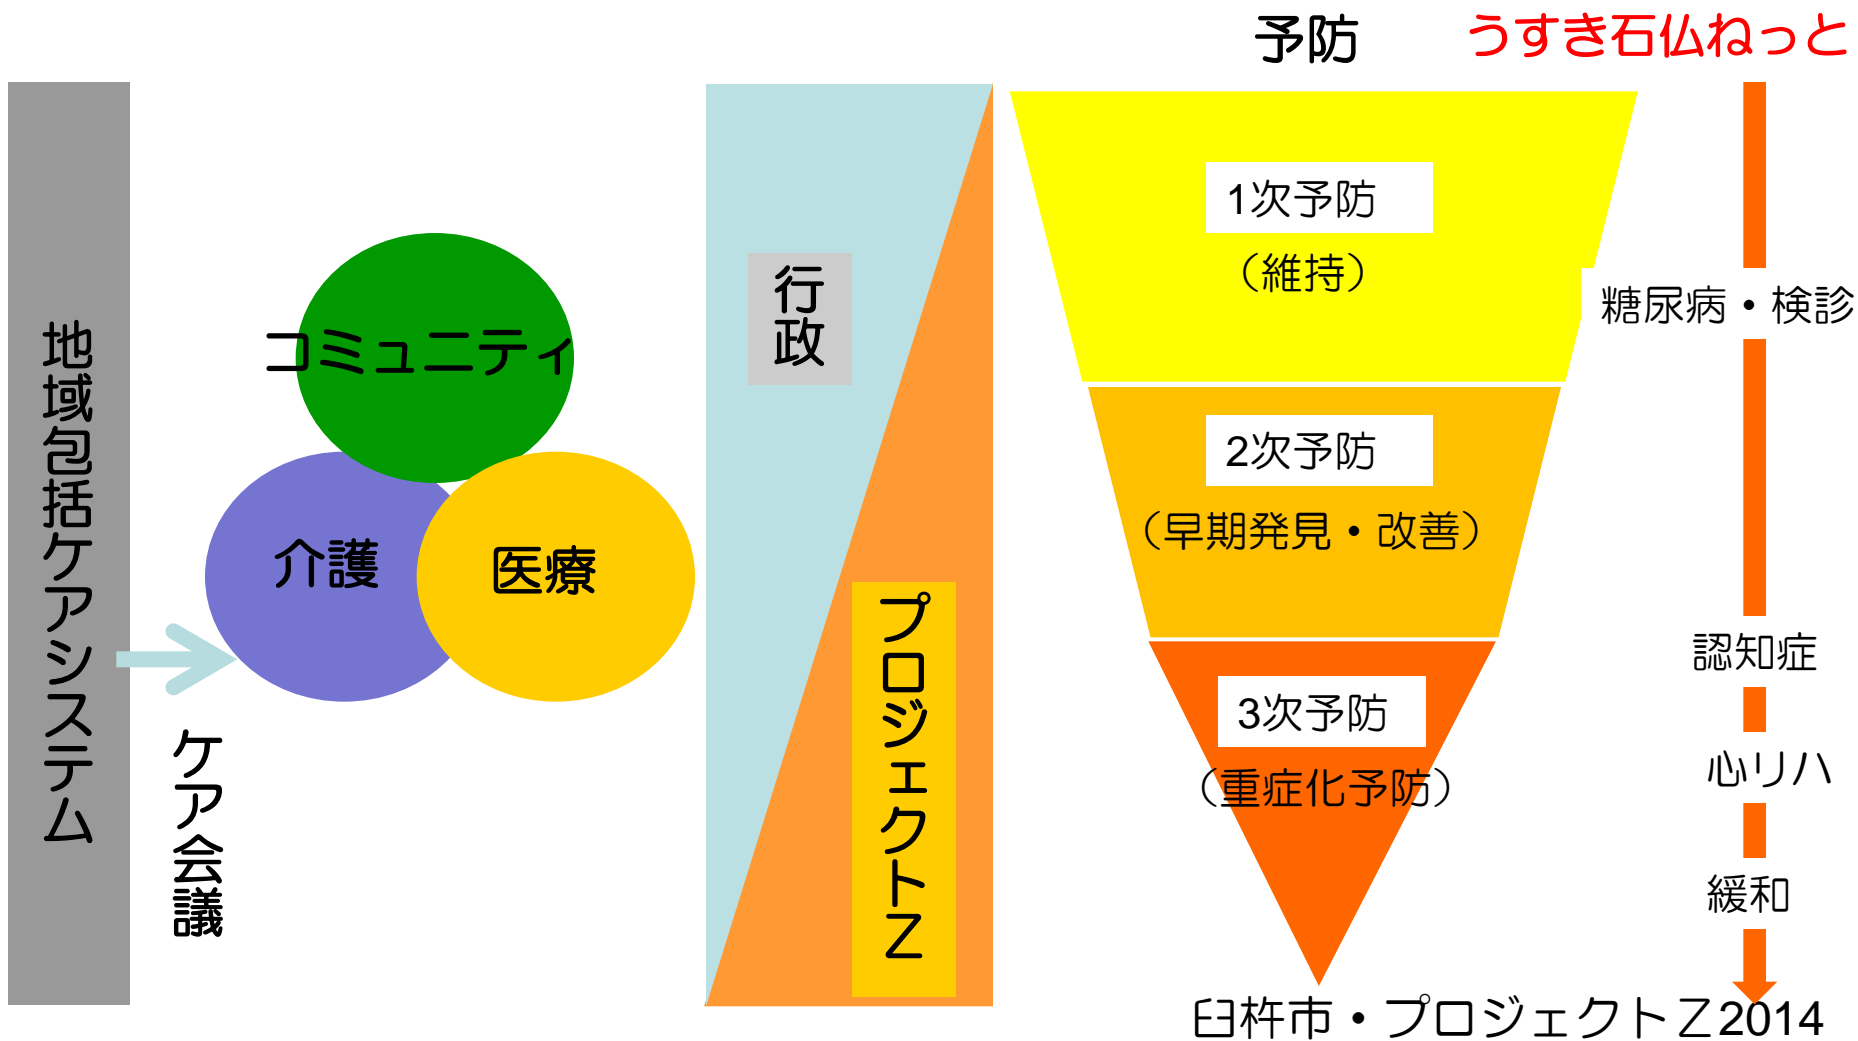 予防
うすき石仏ねっと
地域包括ケアシステム
コミュニティ
介護
医療
ケア会議
行政
プロジェクトZ
1次予防
（維持）
2次予防
（早期発見・改善）
3次予防
（重症化予防）
糖尿病・検診
認知症
心リハ
緩和
臼杵市・プロジェクトZ2014